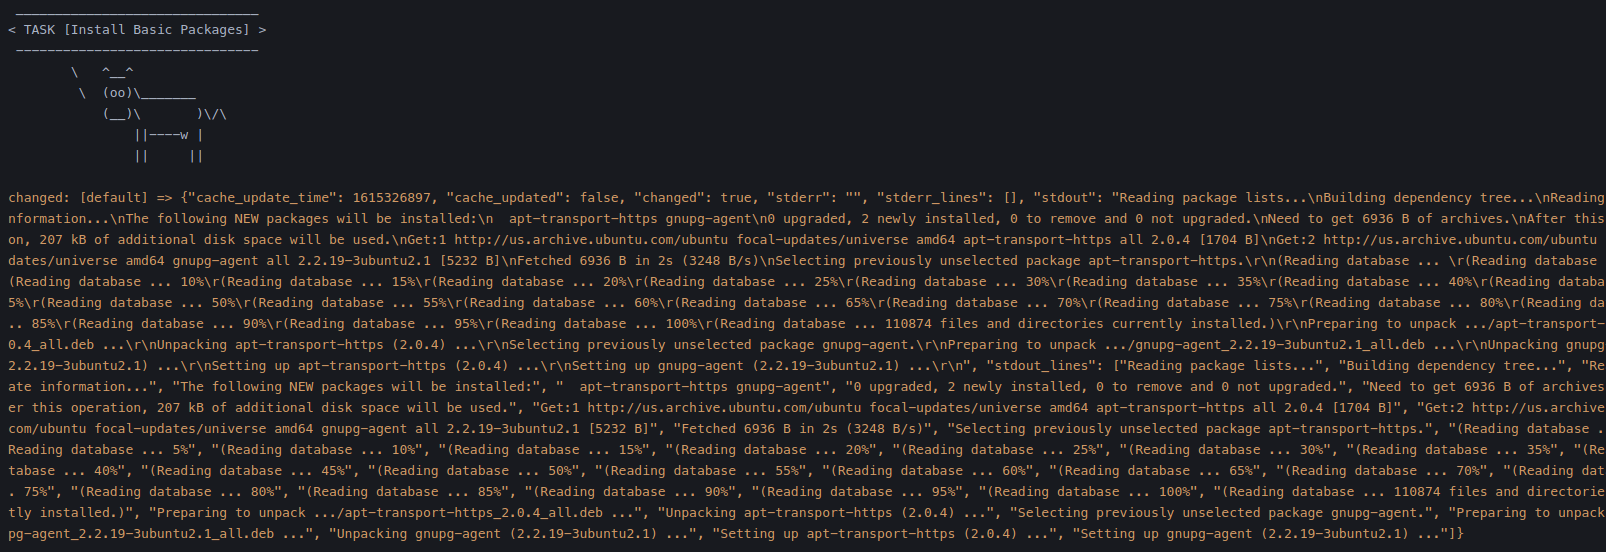 _______________________________
< TASK [Install Basic Packages] >
 -------------------------------
        \   ^__^
         \  (oo)\_______
            (__)\       )\/\
                ||----w |
                ||     ||

changed: [default] => {"cache_update_time": 1615326897, "cache_updated": false, "changed": true, "stderr": "", "stderr_lines": [], "stdout": "Reading package lists...\nBuilding dependency tree...\nReading
nformation...\nThe following NEW packages will be installed:\n  apt-transport-https gnupg-agent\n0 upgraded, 2 newly installed, 0 to remove and 0 not upgraded.\nNeed to get 6936 B of archives.\nAfter this
on, 207 kB of additional disk space will be used.\nGet:1 http://us.archive.ubuntu.com/ubuntu focal-updates/universe amd64 apt-transport-https all 2.0.4 [1704 B]\nGet:2 http://us.archive.ubuntu.com/ubuntu
dates/universe amd64 gnupg-agent all 2.2.19-3ubuntu2.1 [5232 B]\nFetched 6936 B in 2s (3248 B/s)\nSelecting previously unselected package apt-transport-https.\r\n(Reading database ... \r(Reading database
(Reading database ... 10%\r(Reading database ... 15%\r(Reading database ... 20%\r(Reading database ... 25%\r(Reading database ... 30%\r(Reading database ... 35%\r(Reading database ... 40%\r(Reading databa
5%\r(Reading database ... 50%\r(Reading database ... 55%\r(Reading database ... 60%\r(Reading database ... 65%\r(Reading database ... 70%\r(Reading database ... 75%\r(Reading database ... 80%\r(Reading da
.. 85%\r(Reading database ... 90%\r(Reading database ... 95%\r(Reading database ... 100%\r(Reading database ... 110874 files and directories currently installed.)\r\nPreparing to unpack .../apt-transport-
0.4_all.deb ...\r\nUnpacking apt-transport-https (2.0.4) ...\r\nSelecting previously unselected package gnupg-agent.\r\nPreparing to unpack .../gnupg-agent_2.2.19-3ubuntu2.1_all.deb ...\r\nUnpacking gnupg
2.2.19-3ubuntu2.1) ...\r\nSetting up apt-transport-https (2.0.4) ...\r\nSetting up gnupg-agent (2.2.19-3ubuntu2.1) ...\r\n", "stdout_lines": ["Reading package lists...", "Building dependency tree...", "Re
ate information...", "The following NEW packages will be installed:", "  apt-transport-https gnupg-agent", "0 upgraded, 2 newly installed, 0 to remove and 0 not upgraded.", "Need to get 6936 B of archives
er this operation, 207 kB of additional disk space will be used.", "Get:1 http://us.archive.ubuntu.com/ubuntu focal-updates/universe amd64 apt-transport-https all 2.0.4 [1704 B]", "Get:2 http://us.archive
com/ubuntu focal-updates/universe amd64 gnupg-agent all 2.2.19-3ubuntu2.1 [5232 B]", "Fetched 6936 B in 2s (3248 B/s)", "Selecting previously unselected package apt-transport-https.", "(Reading database .
Reading database ... 5%", "(Reading database ... 10%", "(Reading database ... 15%", "(Reading database ... 20%", "(Reading database ... 25%", "(Reading database ... 30%", "(Reading database ... 35%", "(Re
tabase ... 40%", "(Reading database ... 45%", "(Reading database ... 50%", "(Reading database ... 55%", "(Reading database ... 60%", "(Reading database ... 65%", "(Reading database ... 70%", "(Reading dat
. 75%", "(Reading database ... 80%", "(Reading database ... 85%", "(Reading database ... 90%", "(Reading database ... 95%", "(Reading database ... 100%", "(Reading database ... 110874 files and directorie
tly installed.)", "Preparing to unpack .../apt-transport-https_2.0.4_all.deb ...", "Unpacking apt-transport-https (2.0.4) ...", "Selecting previously unselected package gnupg-agent.", "Preparing to unpack
pg-agent_2.2.19-3ubuntu2.1_all.deb ...", "Unpacking gnupg-agent (2.2.19-3ubuntu2.1) ...", "Setting up apt-transport-https (2.0.4) ...", "Setting up gnupg-agent (2.2.19-3ubuntu2.1) ..."]}